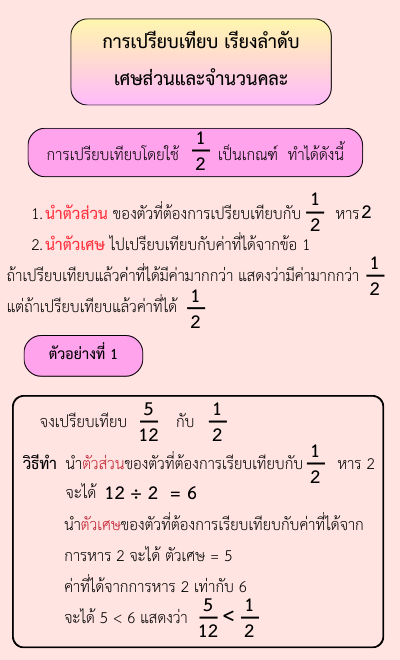 การเปรียบเทียบ เรียงลำดับ
เศษส่วนและจำนวนคละ
การเปรียบเทียบโดยใช้ 1/2 เป็นเกณฑ์ ทำได้ดังนี้
1. นำตัวส่วน ของตัวที่ต้องการเปรียบเทียบกับ 1/2 หาร 2
2. นำตัวเศษ ไปเปรียบเทียบกับค่าที่ได้จากข้อ 1
ถ้าเปรียบเทียบแล้วค่าที่ได้มีค่ามากกว่า แสดงว่ามีค่ามากกว่า 1/2
แต่ถ้าเปรียบเทียบแล้วค่าที่ได้ 1/2
ตัวอย่างที่ 1
จงเปรียบเทียบ 5/12 กับ 1/2
วิธีทำ นำตัวส่วนของตัวที่ต้องการเรียบเทียบกับ 1/2 หาร 2
จะได้ 12 ÷ 2 = 6
นำตัวเศษของตัวที่ต้องการเรียบเทียบกับค่าที่ได้จาก
การหาร 2 จะได้ ตัวเศษ = 5
ค่าที่ได้จากการหาร 2 เท่ากับ 6
จะได้ 5 < 6 แสดงว่า 5/12 < 1/2